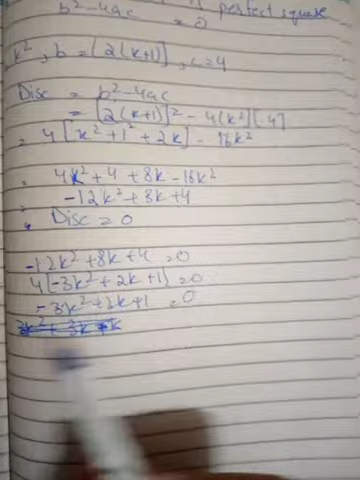 perfect square
b²-4ac = 0
k², b = [2(k+1)], c=4
Disc = b²-4ac
= [2(k+1)]² - 4(k²)(4)
= 4[k²+1²+2k] - 16k²
4k²+4+8k-16k²
-12k²+8k+4
Disc = 0
-12k²+8k+4=0
4[-3k²+2k+1]=0
-3k²+2k+1=0